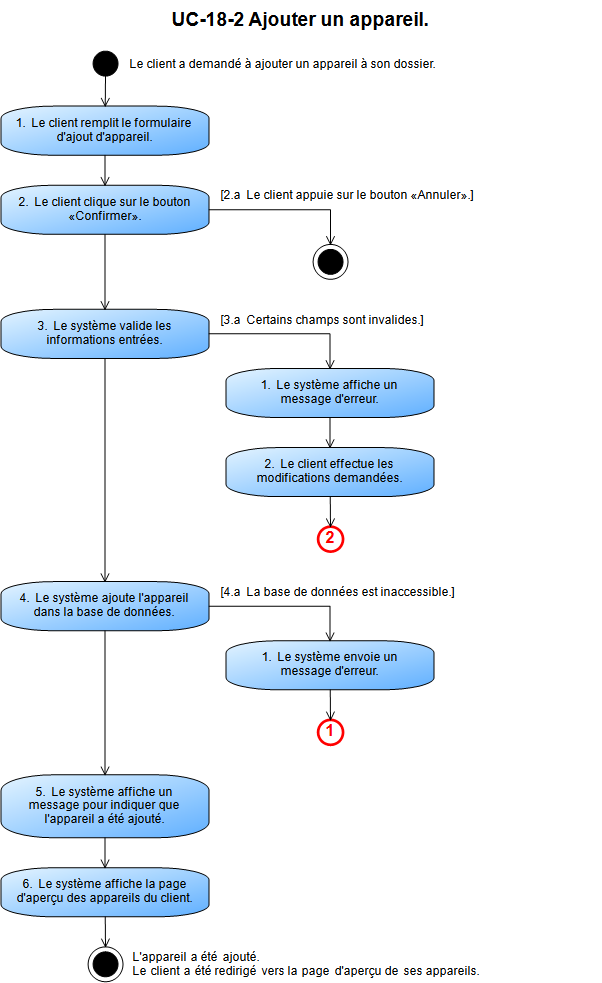 UC-18-2 Ajouter un appareil.
Le client a demandé à ajouter un appareil à son dossier.
1. Le client remplit le formulaire
d'ajout d'appareil.
2. Le client clique sur le bouton
«Confirmer».
[2.a Le client appuie sur le bouton «Annuler».]
3. Le système valide les
informations entrées.
[3.a Certains champs sont invalides.]
1. Le système affiche un
message d'erreur.
2. Le client effectue les
modifications demandées.
2
4. Le système ajoute l'appareil
dans la base de données.
[4.a La base de données est inaccessible.]
1. Le système envoie un
message d'erreur.
1
5. Le système affiche un
message pour indiquer que
l'appareil a été ajouté.
6. Le système affiche la page
d'aperçu des appareils du client.
L'appareil a été ajouté.
Le client a été redirigé vers la page d'aperçu de ses appareils.